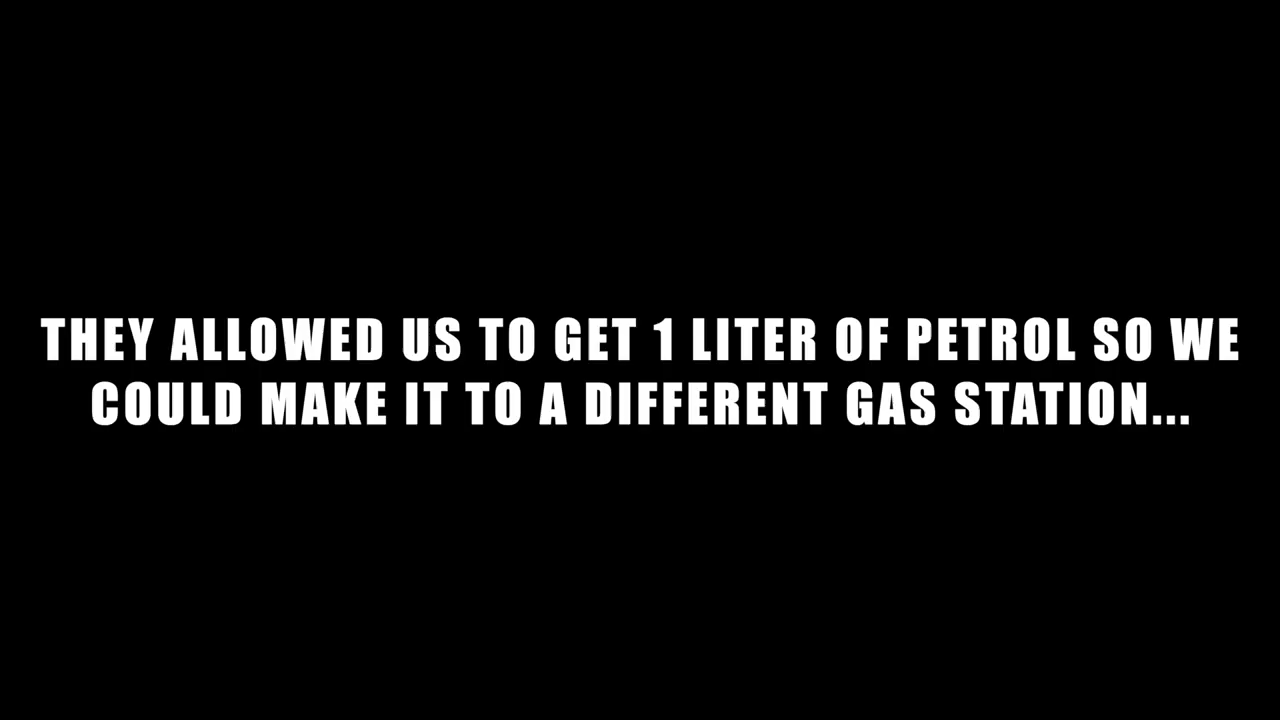 THEY ALLOWED US TO GET 1 LITER OF PETROL SO WE
COULD MAKE IT TO A DIFFERENT GAS STATION...